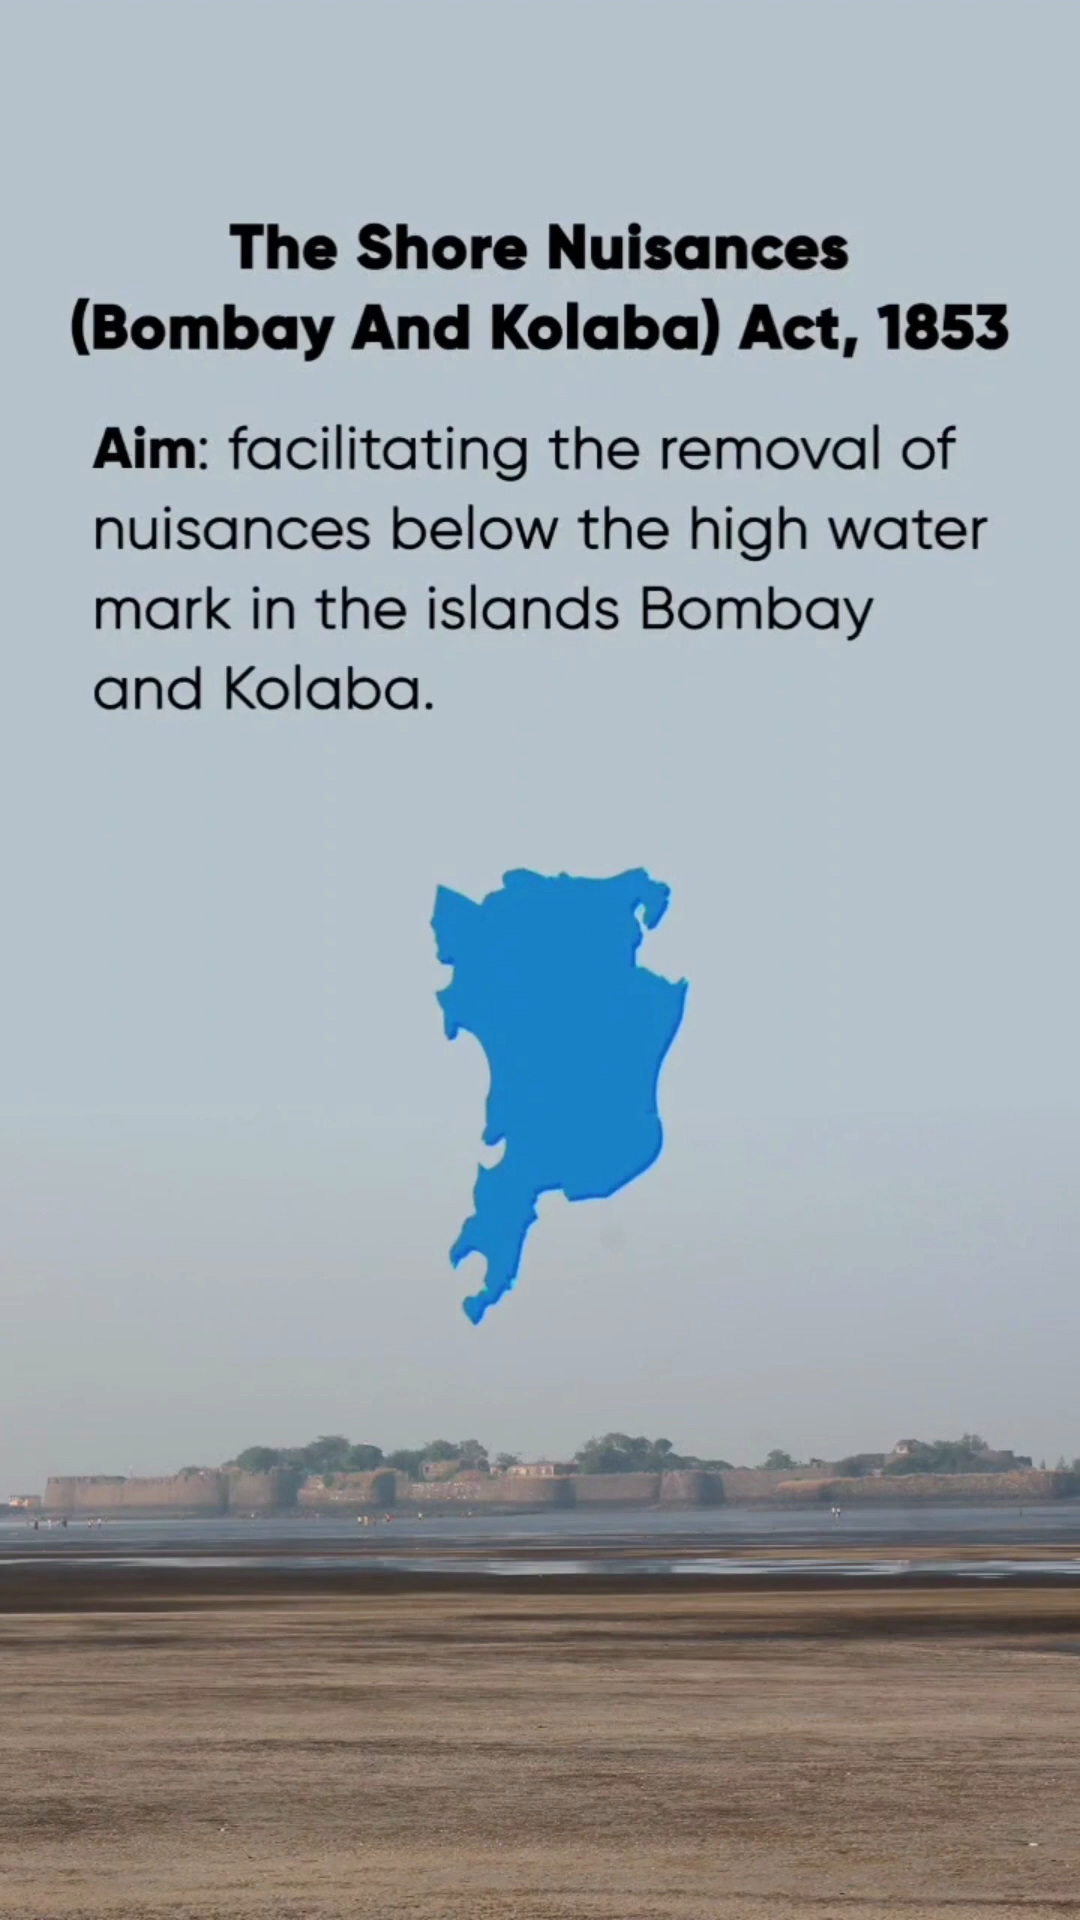 The Shore Nuisances
(Bombay And Kolaba) Act, 1853
Aim: facilitating the removal of
nuisances below the high water
mark in the islands Bombay
and Kolaba.